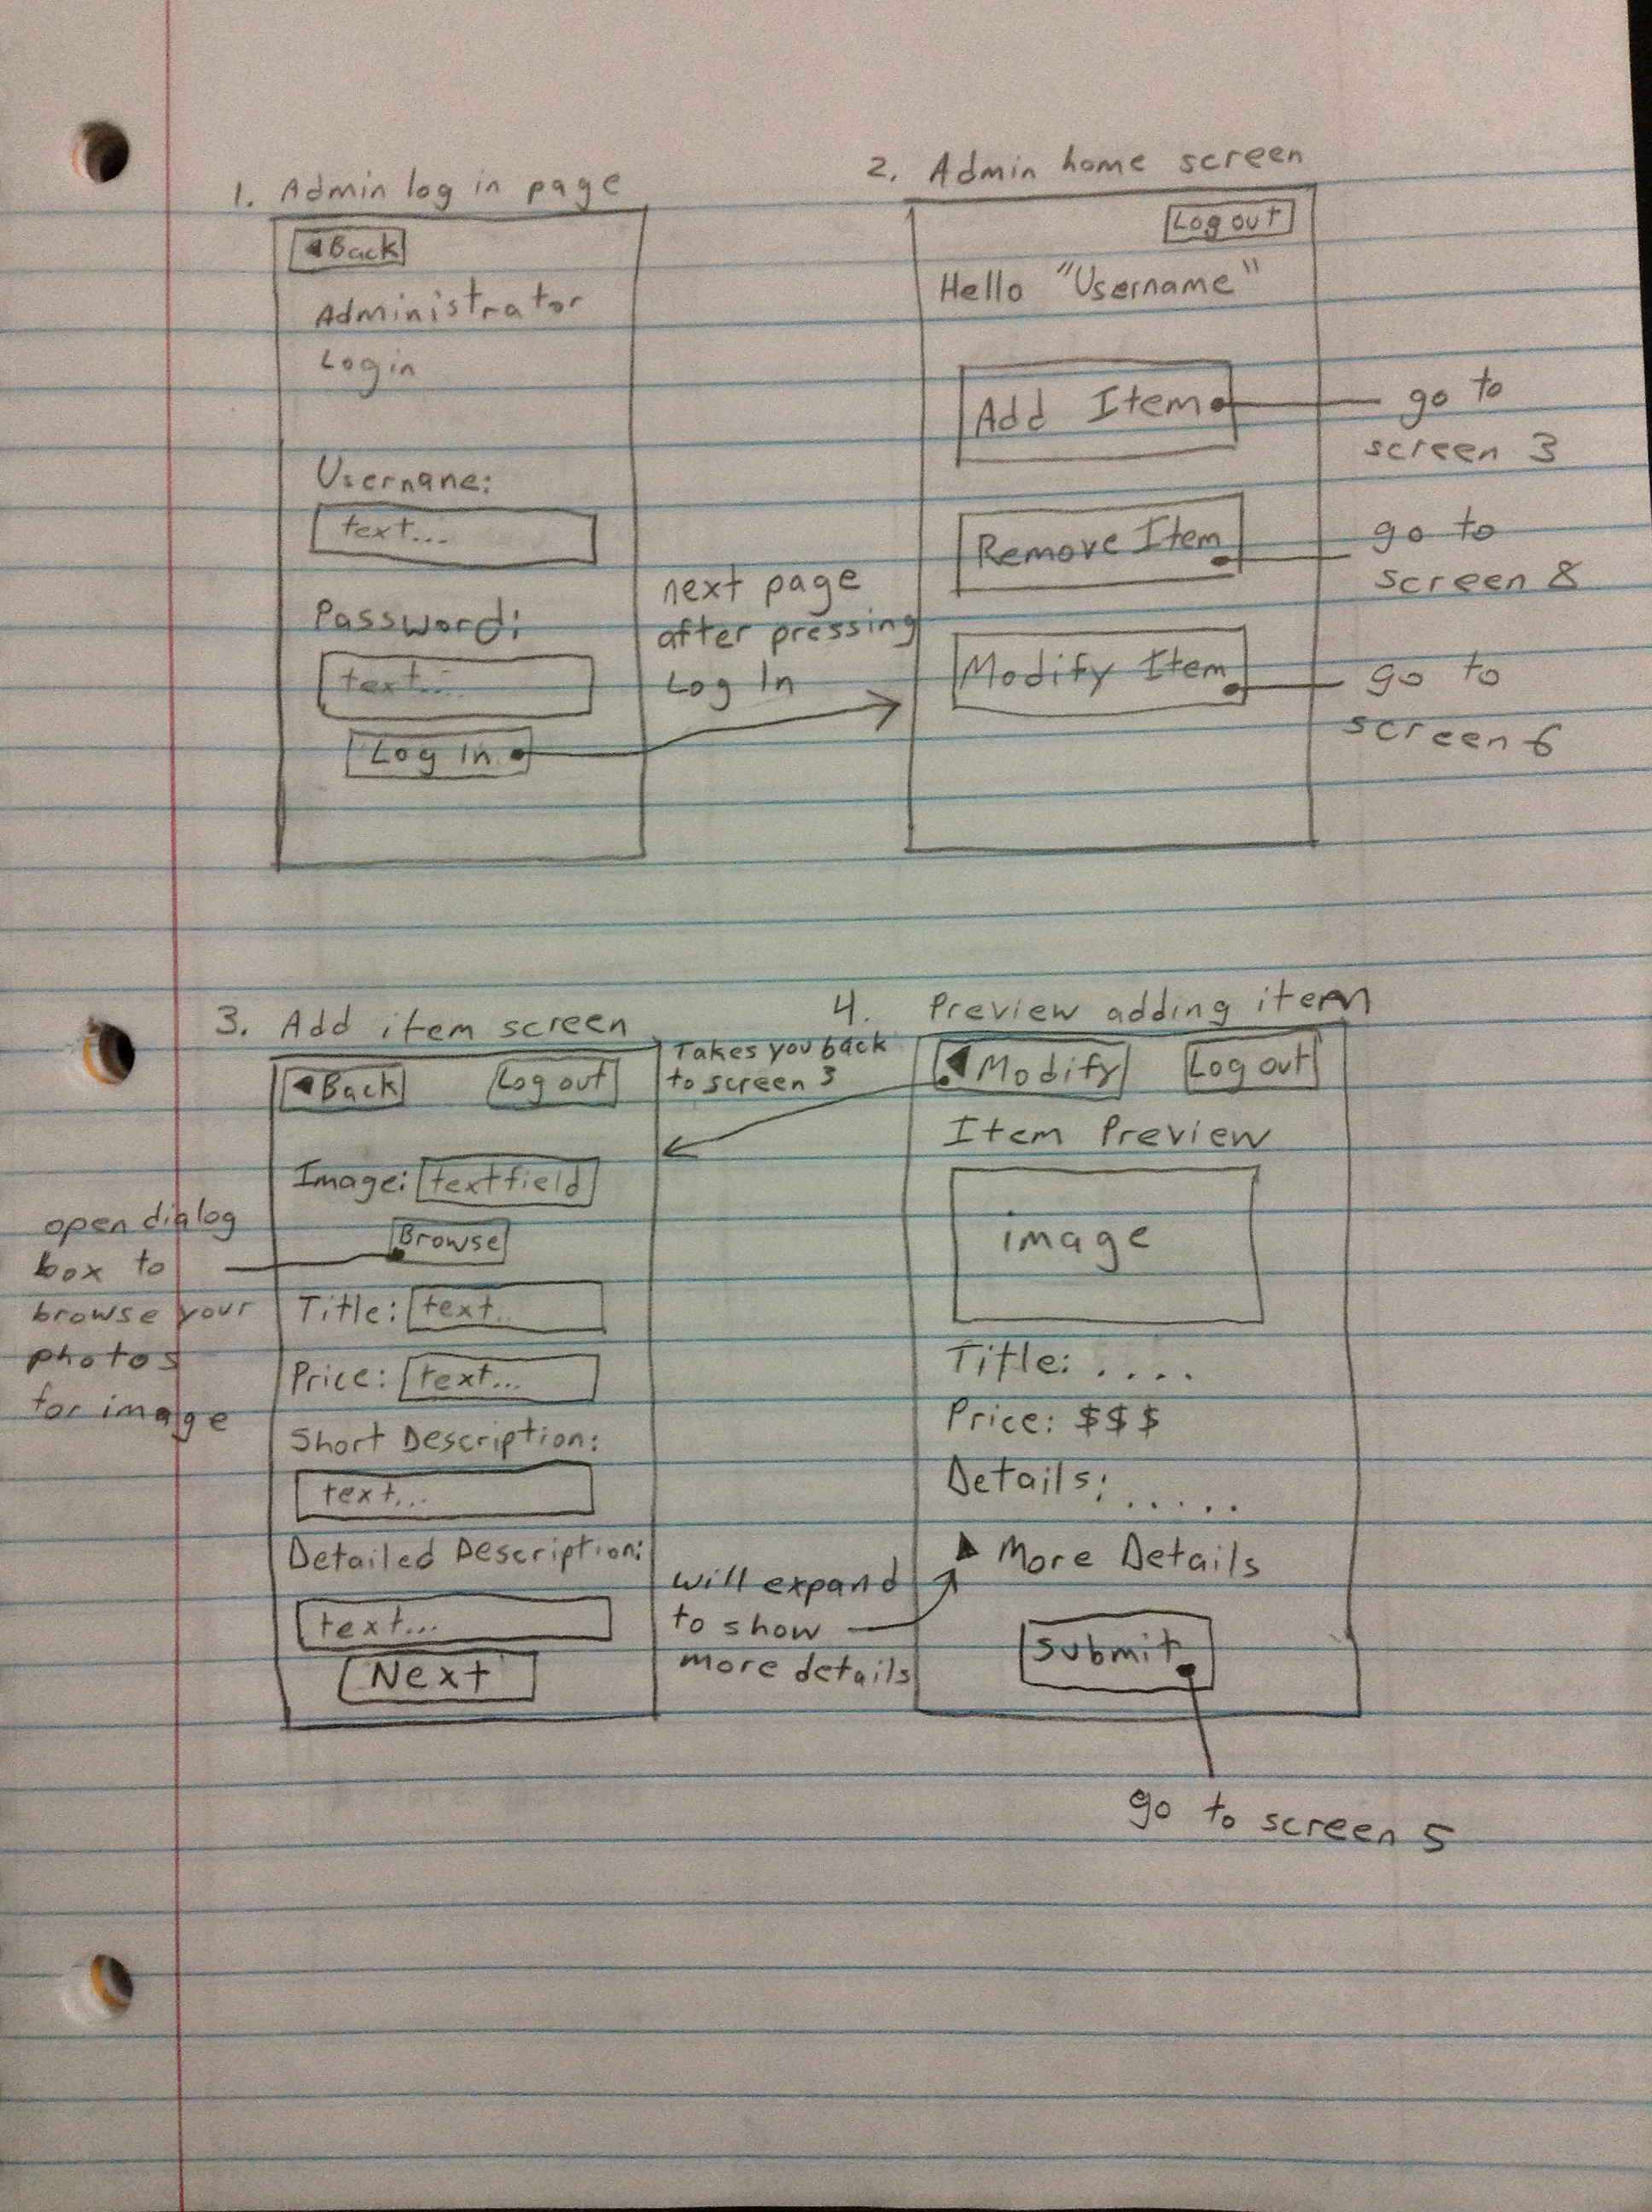 1. Admin log in page
◄Back
Administrator
Login
Username:
text...
Password:
text...
Log In
next page
after pressing
Log In
2. Admin home screen
Log out
Hello "Username"
Add Item
go to
screen 3
Remove Item
go to
screen 8
Modify Item
go to
screen 6
3. Add item screen
◄Back
Log out
Image: textfield
Browse
open dialog
box to
browse your
photos
for image
Title: text..
Price: text...
Short Description:
text...
Detailed Description:
text...
Next
4. Preview adding item
Takes you back
to screen 3
◄Modify
Log out
Item Preview
image
Title: ....
Price: $$$
Details: .....
More Details
will expand
to show
more details
Submit
go to screen 5